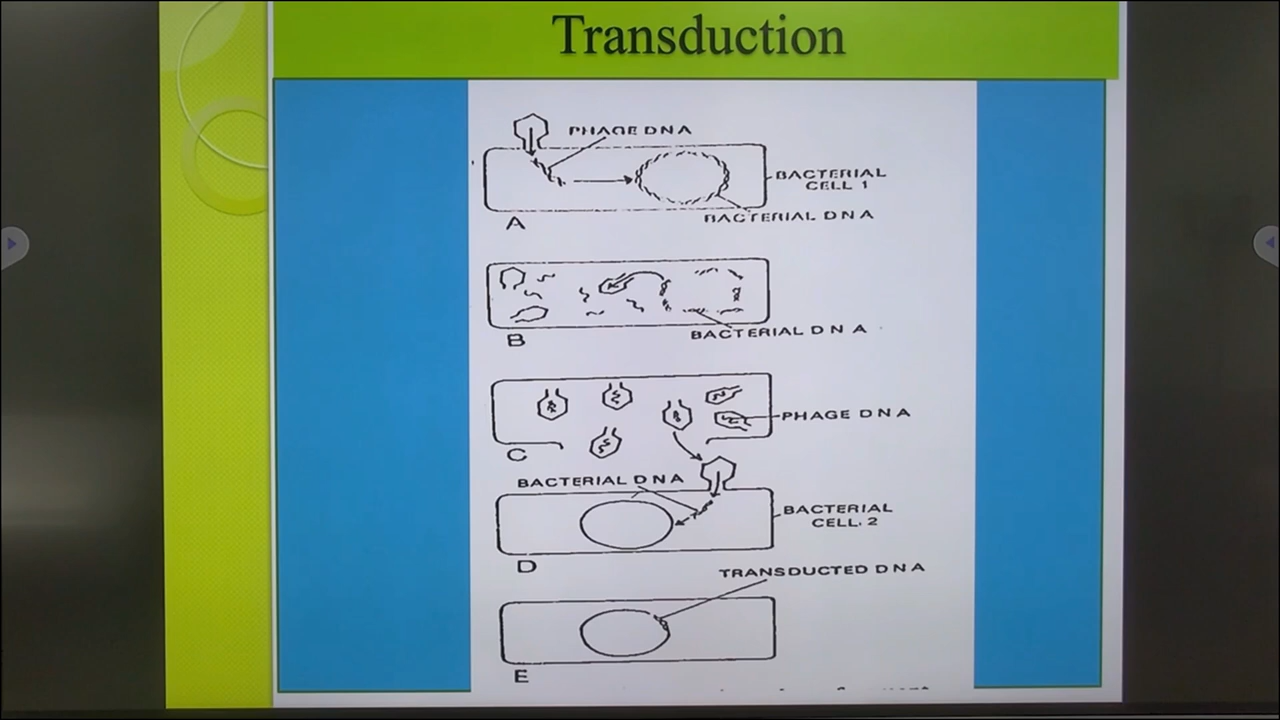 Transduction
PHAGE DNA
BACTERIAL
CELL 1
BACTERIAL DNA
A
BACTERIAL DNA
B
PHAGE DNA
C
BACTERIAL DNA
BACTERIAL
CELL. 2
D
TRANSDUCTED DNA
E